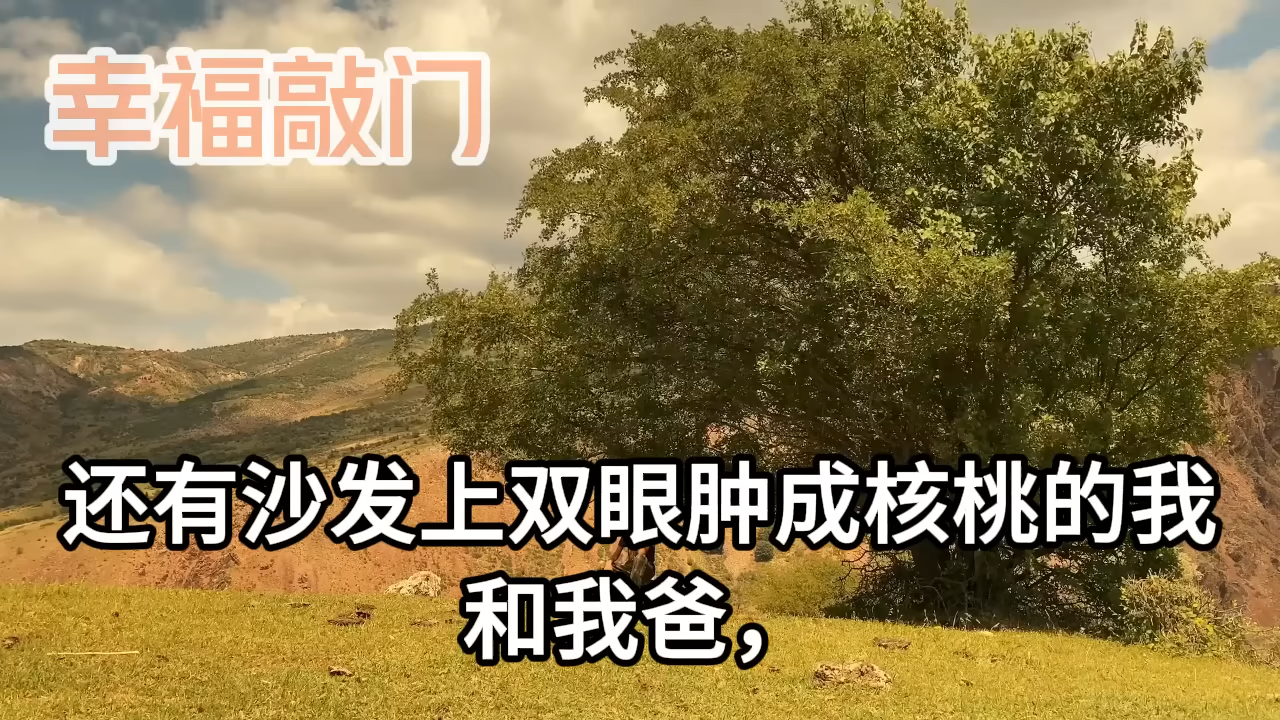 幸福敲门
还有沙发上双眼肿成核桃的我
和我爸，